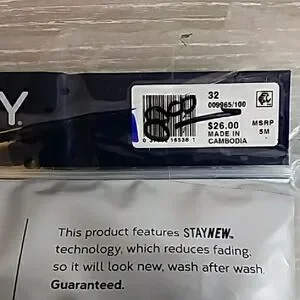 Y.
32
009965/100
$26.00
MSRP
MADE IN
5M
CAMBODIA
This product features STAYNEW™
technology, which reduces fading,
so it will look new, wash after wash.
Guaranteed.